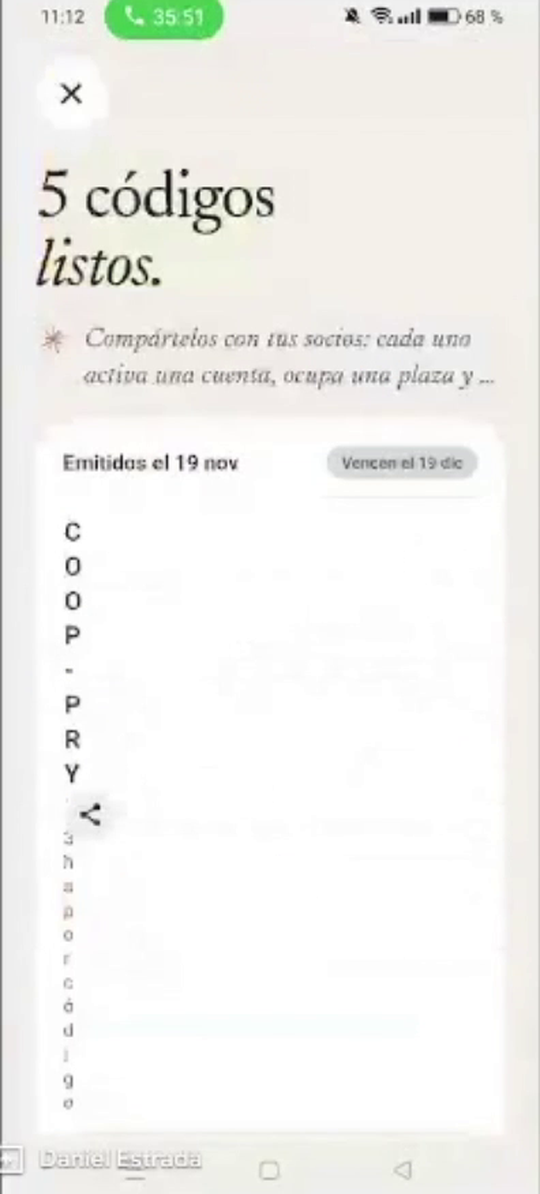 11:12 35:51 68 %
5 códigos
listos.
Compártelos con tus socios: cada uno
activa una cuenta, ocupa una plaza y ...
Emitidos el 19 nov Vencen el 19 dic
C
O
O
P
-
P
R
Y
3
h
a
p
o
r
c
ó
d
i
g
o
Daniel Estrada